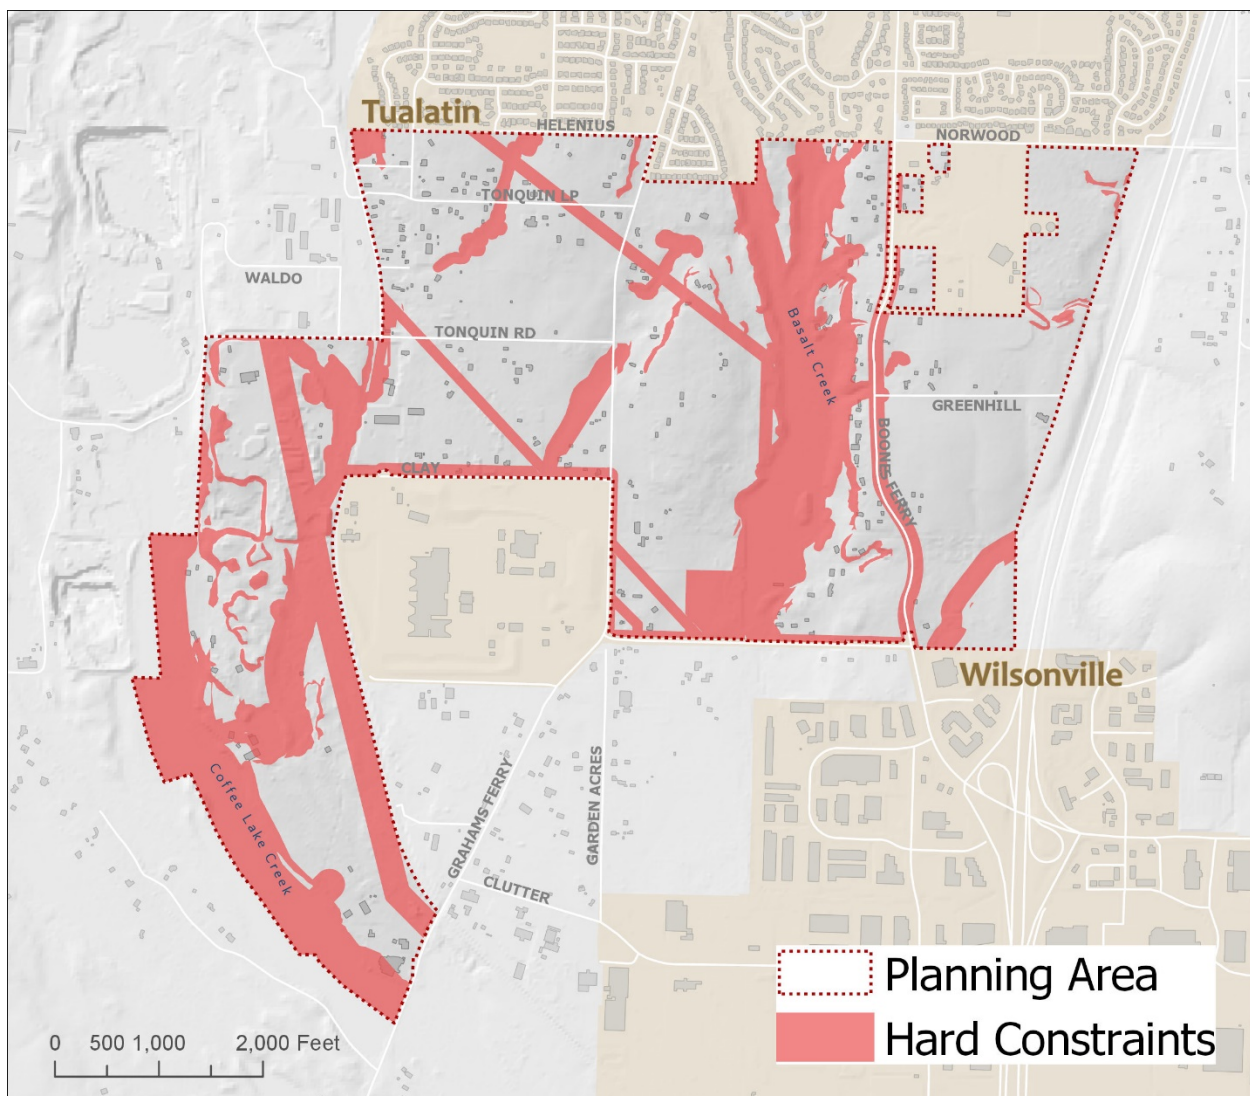 Tualatin
HELENIUS
NORWOOD
TONQUIN LP
WALDO
TONQUIN RD
Basalt Creek
GREENHILL
BOONES FERRY
CLAY
Wilsonville
Coffee Lake Creek
GRAHAMS FERRY
GARDEN ACRES
CLUTTER
Planning Area
Hard Constraints
0 500 1,000 2,000 Feet